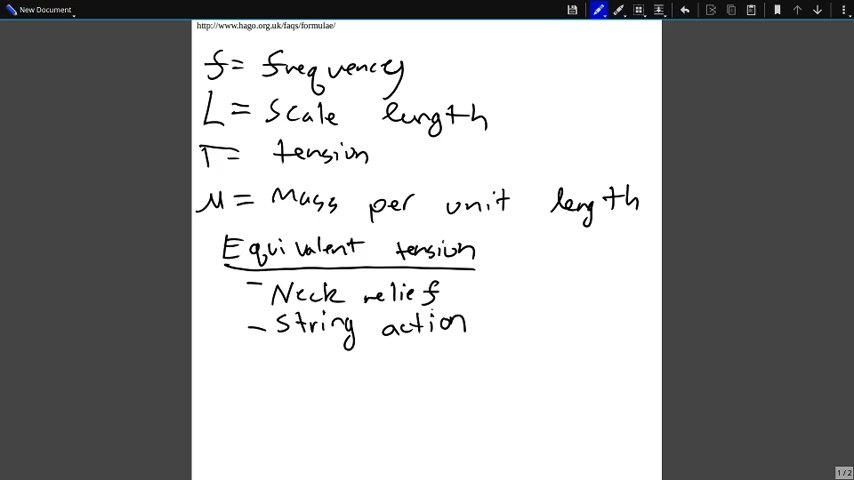 New Document
http://www.hago.org.uk/faqs/formulae/
f = frequency
L = Scale length
T = tension
μ = Mass per unit length
Equivalent tension
- Neck relief
- String action
1 / 2